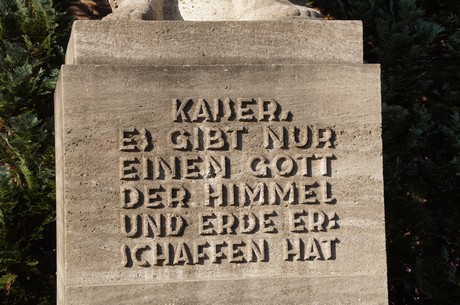 KAISER.
ES GIBT NUR
EINEN GOTT
DER HIMMEL
UND ERDE ER=
SCHAFFEN HAT